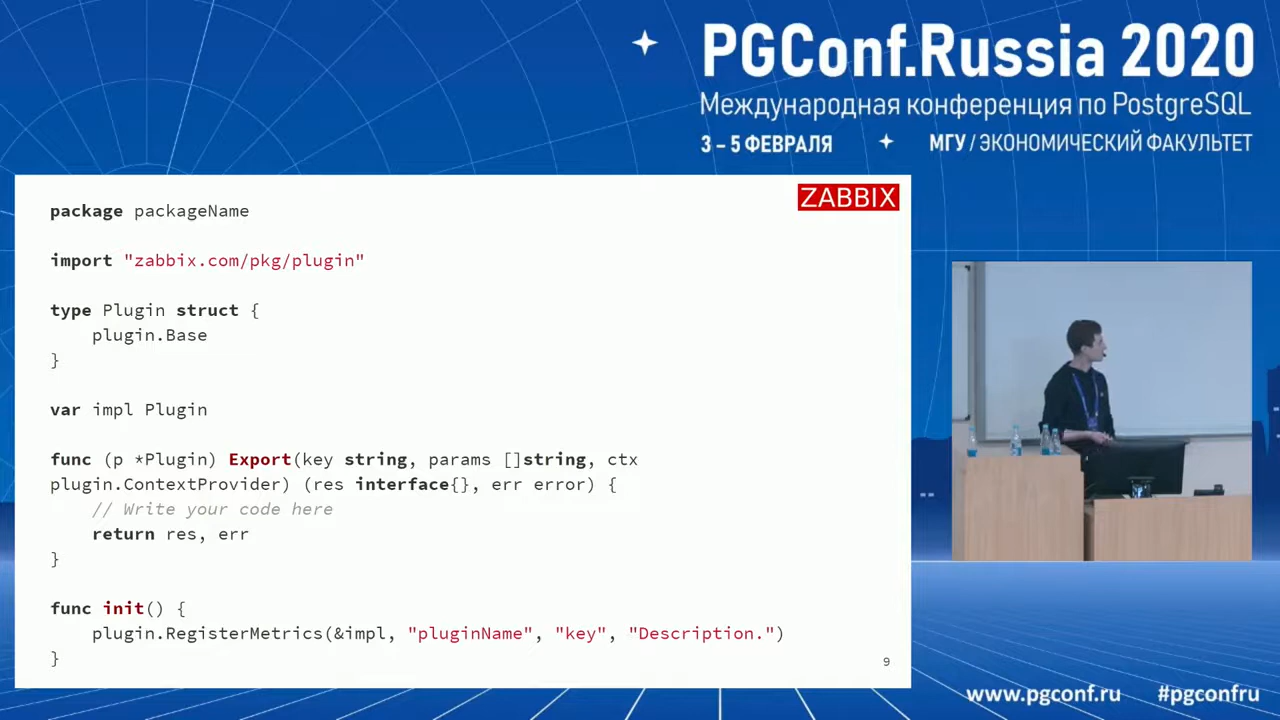 PGConf.Russia 2020
Международная конференция по PostgreSQL
3 – 5 ФЕВРАЛЯ
МГУ / ЭКОНОМИЧЕСКИЙ ФАКУЛЬТЕТ
ZABBIX
package packageName
import "zabbix.com/pkg/plugin"
type Plugin struct {
    plugin.Base
}
var impl Plugin
func (p *Plugin) Export(key string, params []string, ctx
plugin.ContextProvider) (res interface{}, err error) {
    // Write your code here
    return res, err
}
func init() {
    plugin.RegisterMetrics(&impl, "pluginName", "key", "Description.")
}
9
www.pgconf.ru #pgconfru